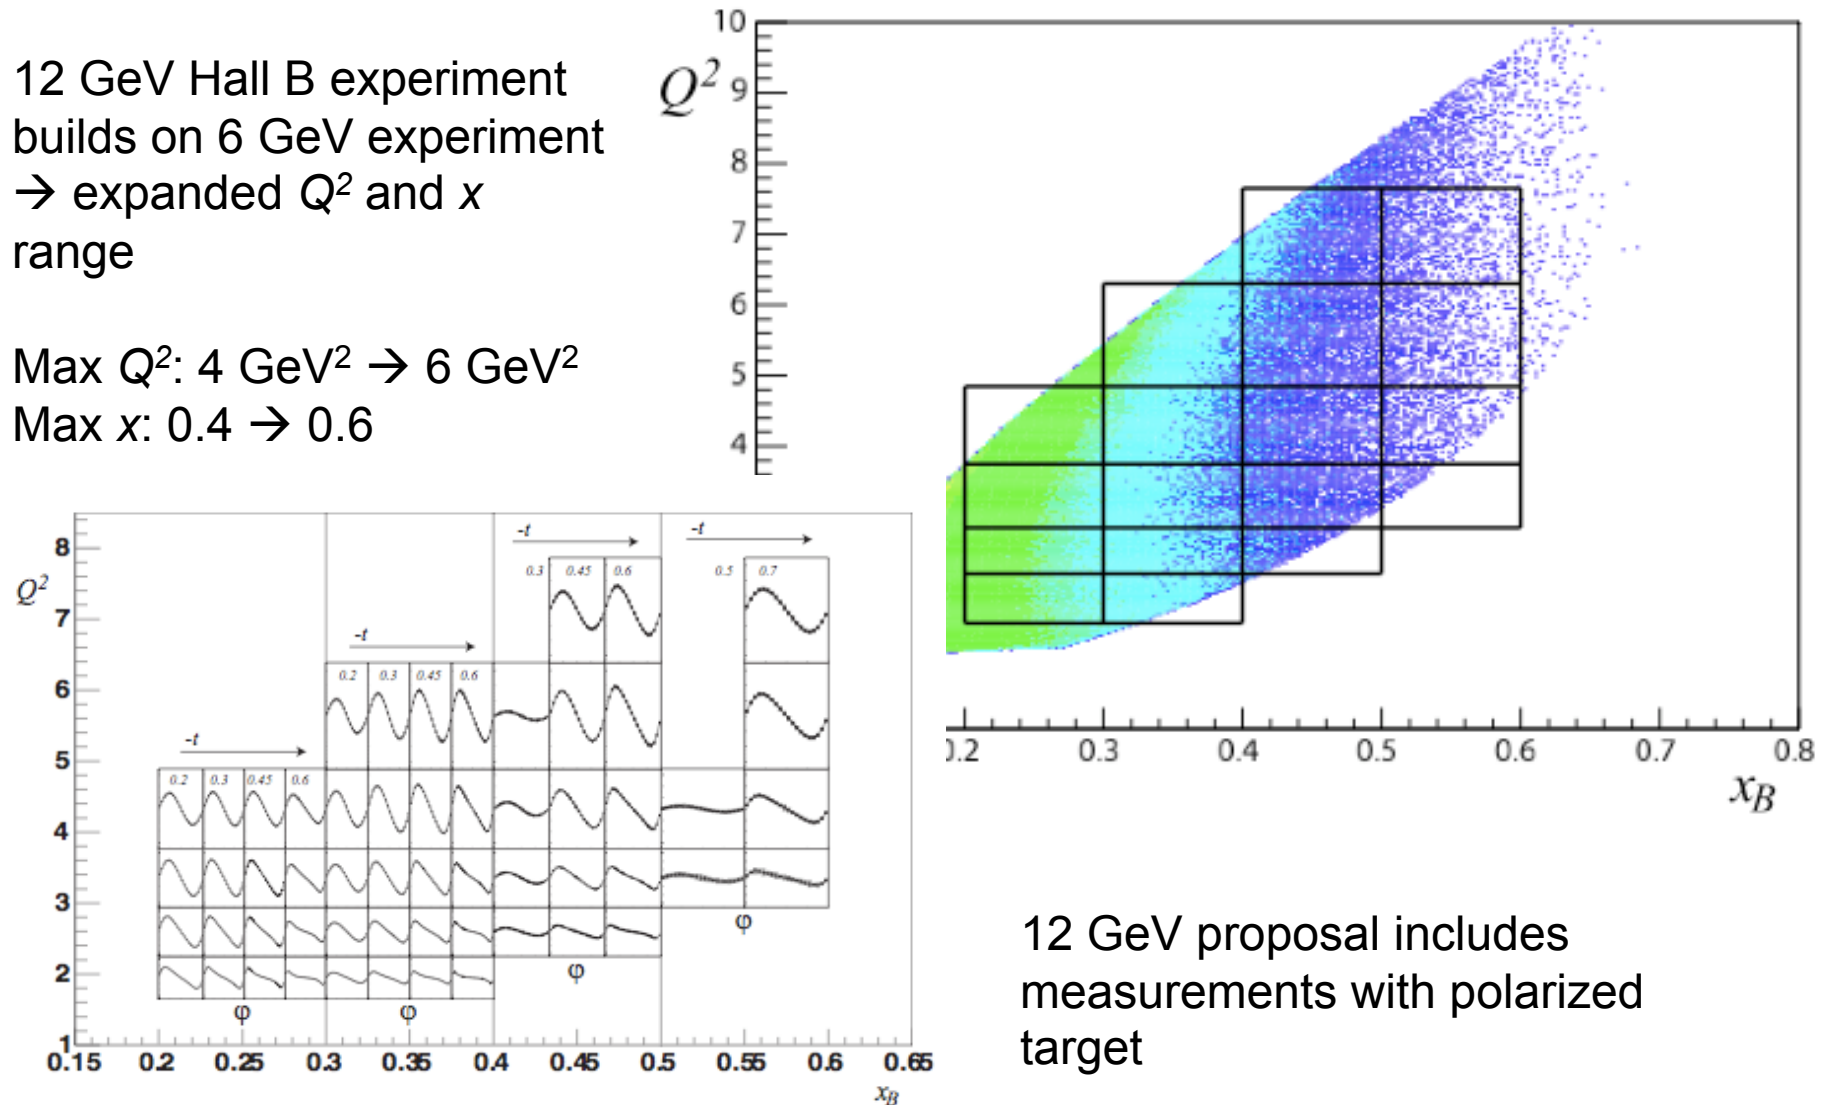 12 GeV Hall B experiment
builds on 6 GeV experiment
→ expanded Q² and x
range
Max Q²: 4 GeV² → 6 GeV²
Max x: 0.4 → 0.6
10
Q² 9
8
7
6
5
4
0.3 0.4 0.5 0.6 0.7 0.8
x_B
-t -t
8 0.3 0.45 0.6 0.5 0.7
Q²
7
-t
6 0.2 0.3 0.45 0.6
-t
5
0.2 0.3 0.45 0.6
4
3
φ
2 φ
φ φ
1
0.15 0.2 0.25 0.3 0.35 0.4 0.45 0.5 0.55 0.6 0.65
x_B
12 GeV proposal includes
measurements with polarized
target